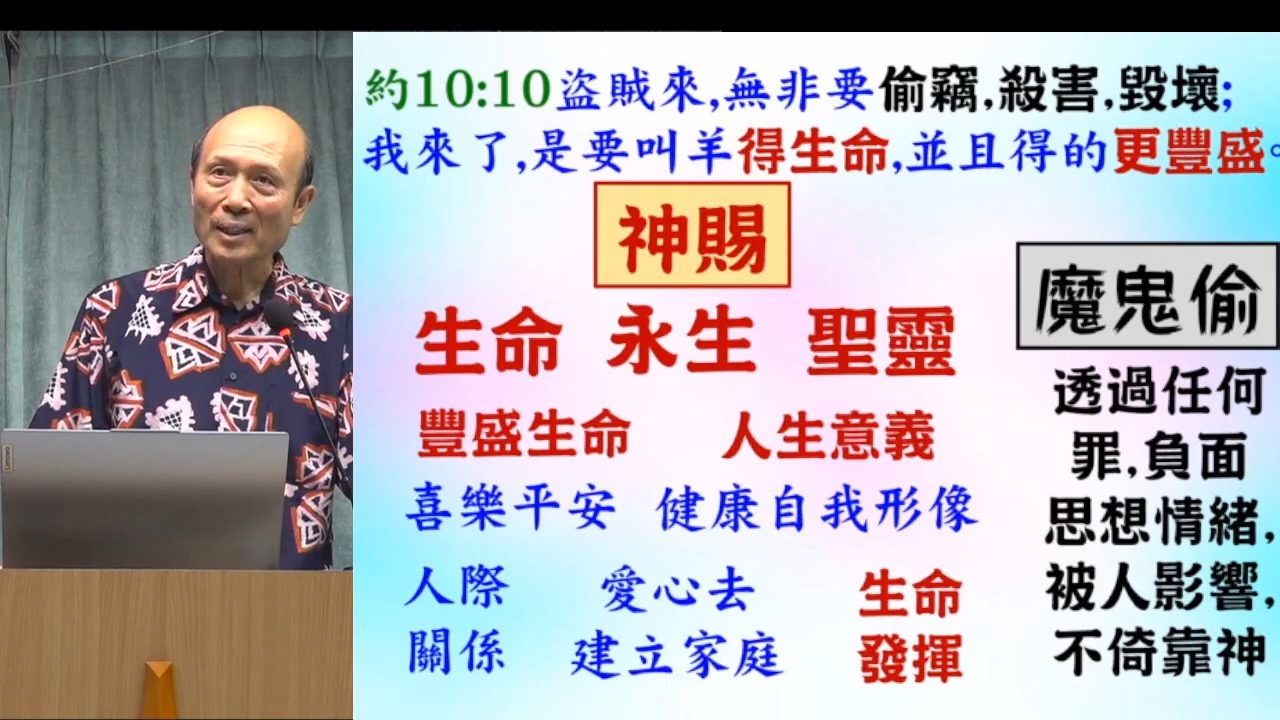 約10:10盜賊來,無非要偷竊,殺害,毀壞;
我來了,是要叫羊得生命,並且得的更豐盛。
神賜
生命 永生 聖靈
豐盛生命 人生意義
喜樂平安 健康自我形像
人際 愛心去 生命
關係 建立家庭 發揮
魔鬼偷
透過任何
罪,負面
思想情緒,
被人影響,
不倚靠神
Lenovo